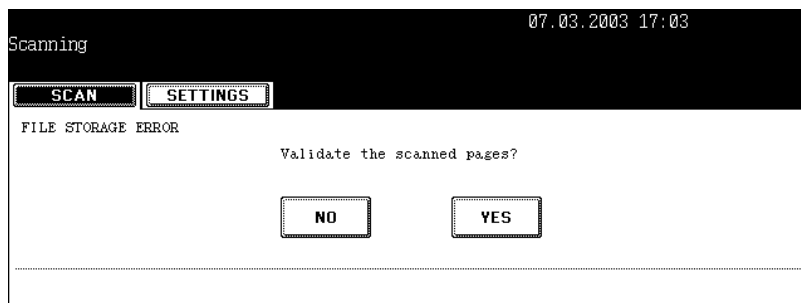 07.03.2003 17:03
Scanning
SCAN SETTINGS
FILE STORAGE ERROR
Validate the scanned pages?
NO YES